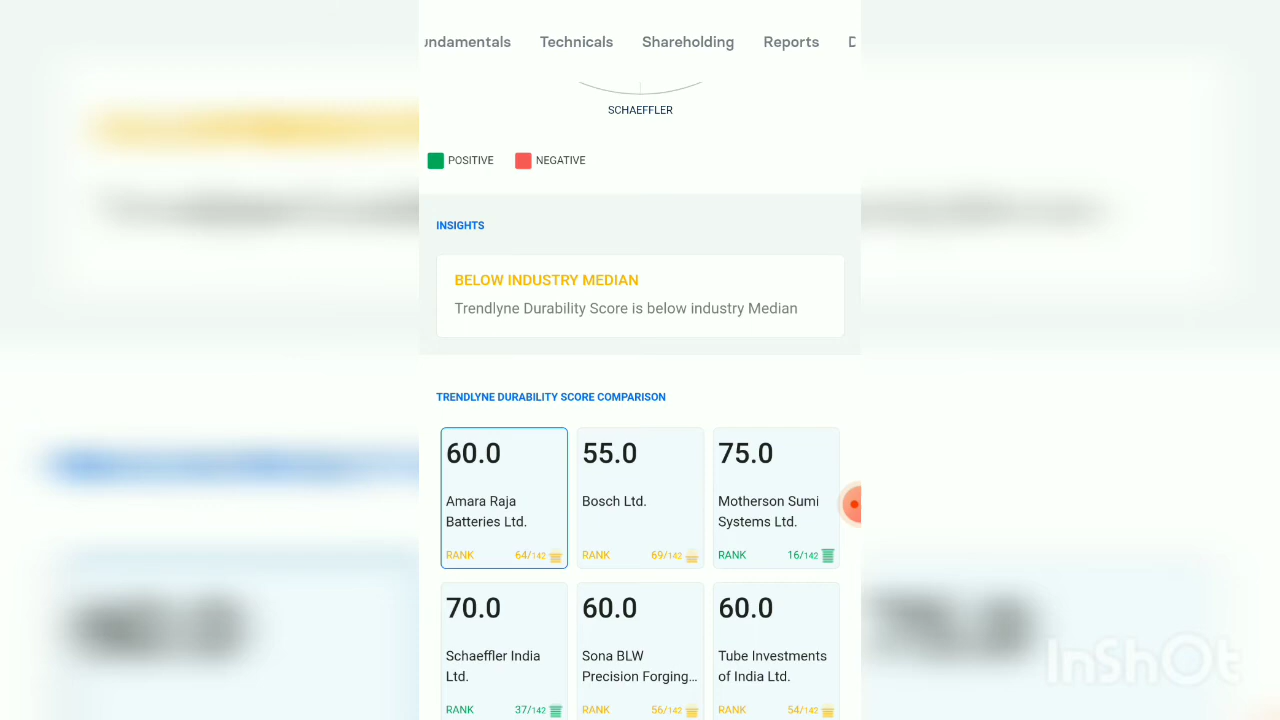 undamentals Technicals Shareholding Reports D
SCHAEFFLER
POSITIVE NEGATIVE
INSIGHTS
BELOW INDUSTRY MEDIAN
Trendlyne Durability Score is below industry Median
TRENDLYNE DURABILITY SCORE COMPARISON
60.0 55.0 75.0
Amara Raja Bosch Ltd. Motherson Sumi
Batteries Ltd. Systems Ltd.
RANK 64/142 RANK 69/142 RANK 16/142
70.0 60.0 60.0
Schaeffler India Sona BLW Tube Investments
Ltd. Precision Forging... of India Ltd.
RANK 37/142 RANK 56/142 RANK 54/142
InShOt